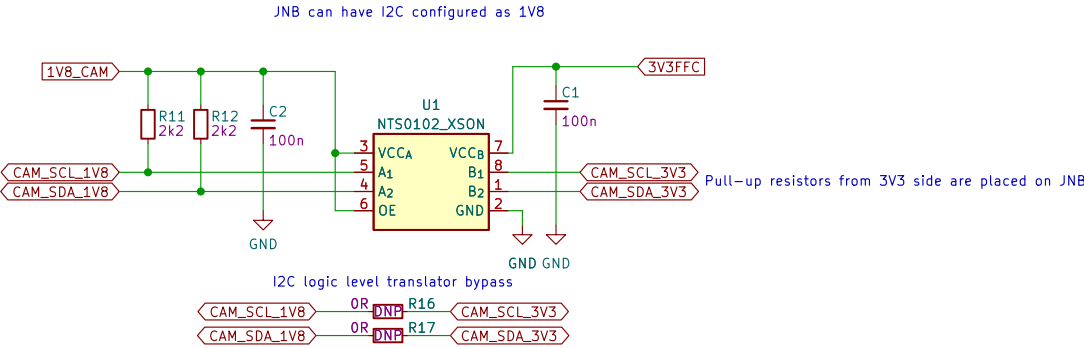 JNB can have I2C configured as 1V8
1V8_CAM
3V3FFC
R11
2k2
R12
2k2
C2
100n
C1
100n
U1
NTS0102_XSON
3 VCCA VCCB 7
5 A1 B1 8
4 A2 B2 1
6 OE GND 2
CAM_SCL_1V8
CAM_SDA_1V8
CAM_SCL_3V3
CAM_SDA_3V3
Pull-up resistors from 3V3 side are placed on JNB
GND
GND
GND
I2C logic level translator bypass
CAM_SCL_1V8 0R DNP R16 CAM_SCL_3V3
CAM_SDA_1V8 0R DNP R17 CAM_SDA_3V3